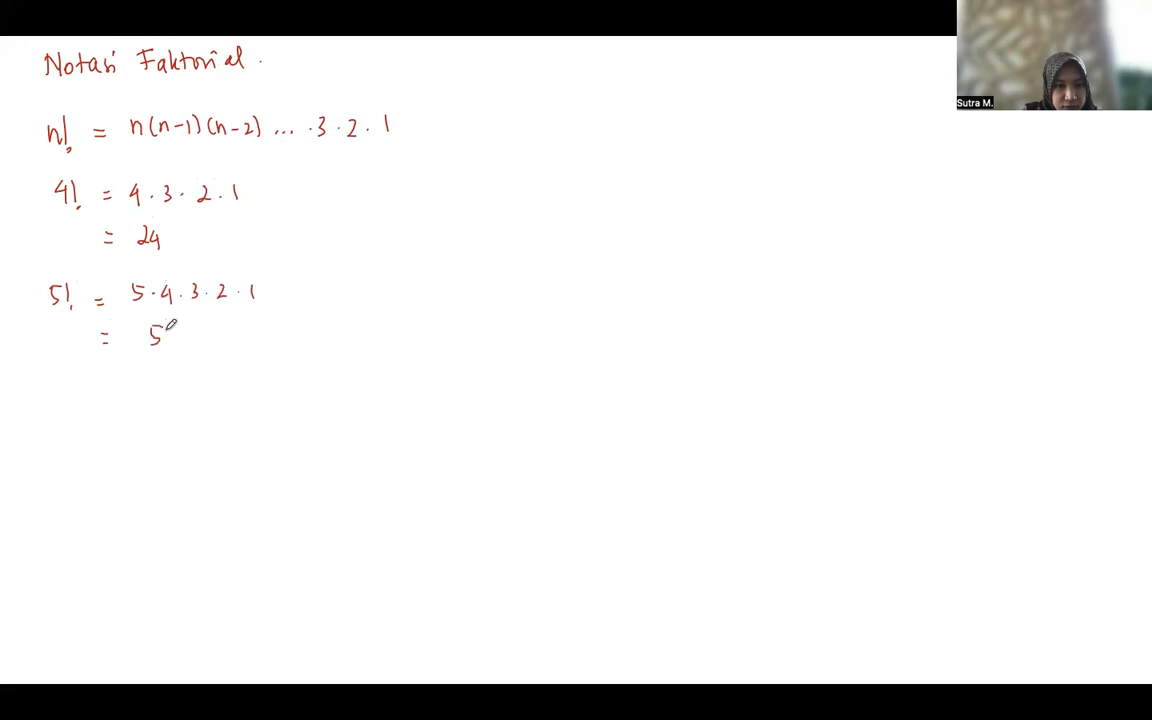 Notasi Faktorial.
n! = n(n-1)(n-2) ... . 3 . 2 . 1
4! = 4 . 3 . 2 . 1
= 24
5! = 5 . 4 . 3 . 2 . 1
= 5
Sutra M.